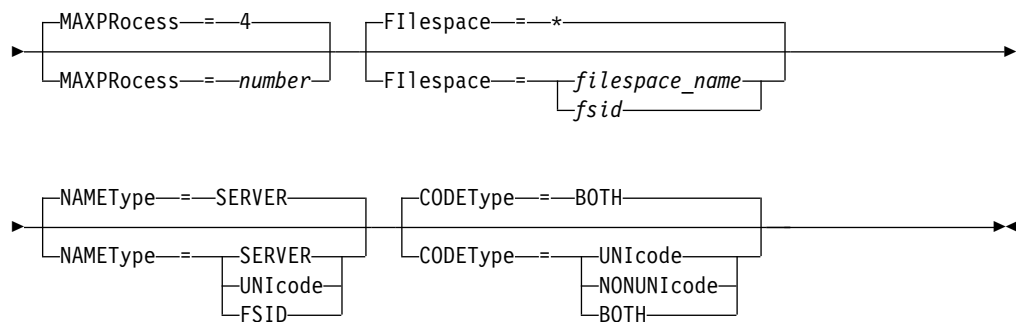 MAXPRocess = 4 FIlespace = *
MAXPRocess = number FIlespace = filespace_name
fsid
NAMEType = SERVER CODEType = BOTH
NAMEType = SERVER CODEType = UNIcode
UNIcode NONUNIcode
FSID BOTH